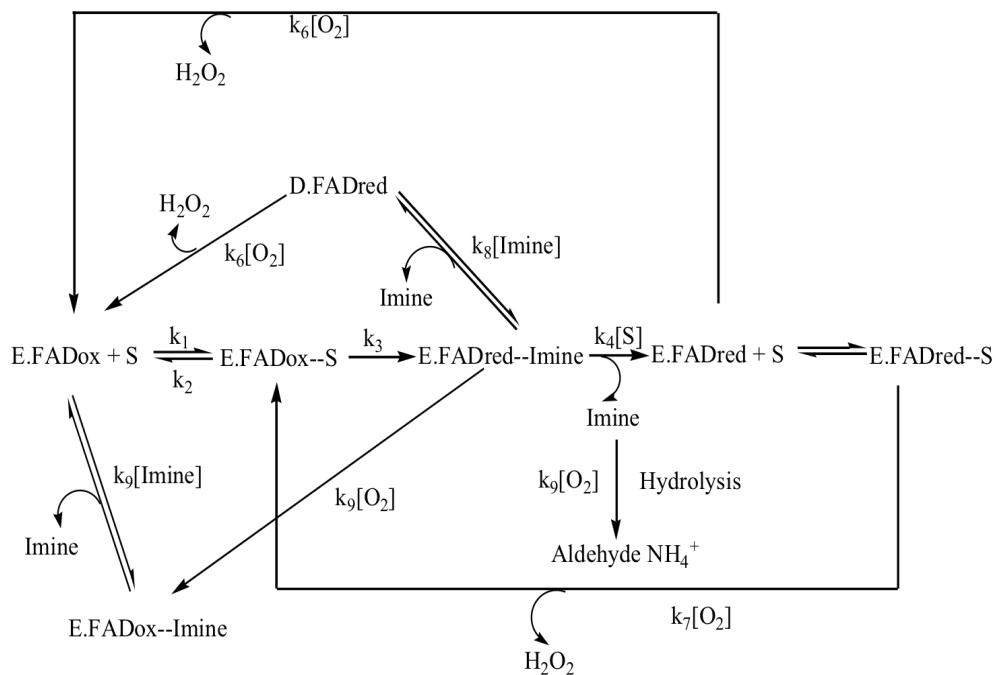 k₆[O₂]
H₂O₂
D.FADred
H₂O₂
k₆[O₂]
k₈[Imine]
Imine
E.FADox + S
k₁
k₂
E.FADox--S
k₃
E.FADred--Imine
k₄[S]
E.FADred + S
E.FADred--S
Imine
k₉[Imine]
k₉[O₂]
k₉[O₂]
Hydrolysis
Imine
Aldehyde NH₄⁺
E.FADox--Imine
k₇[O₂]
H₂O₂